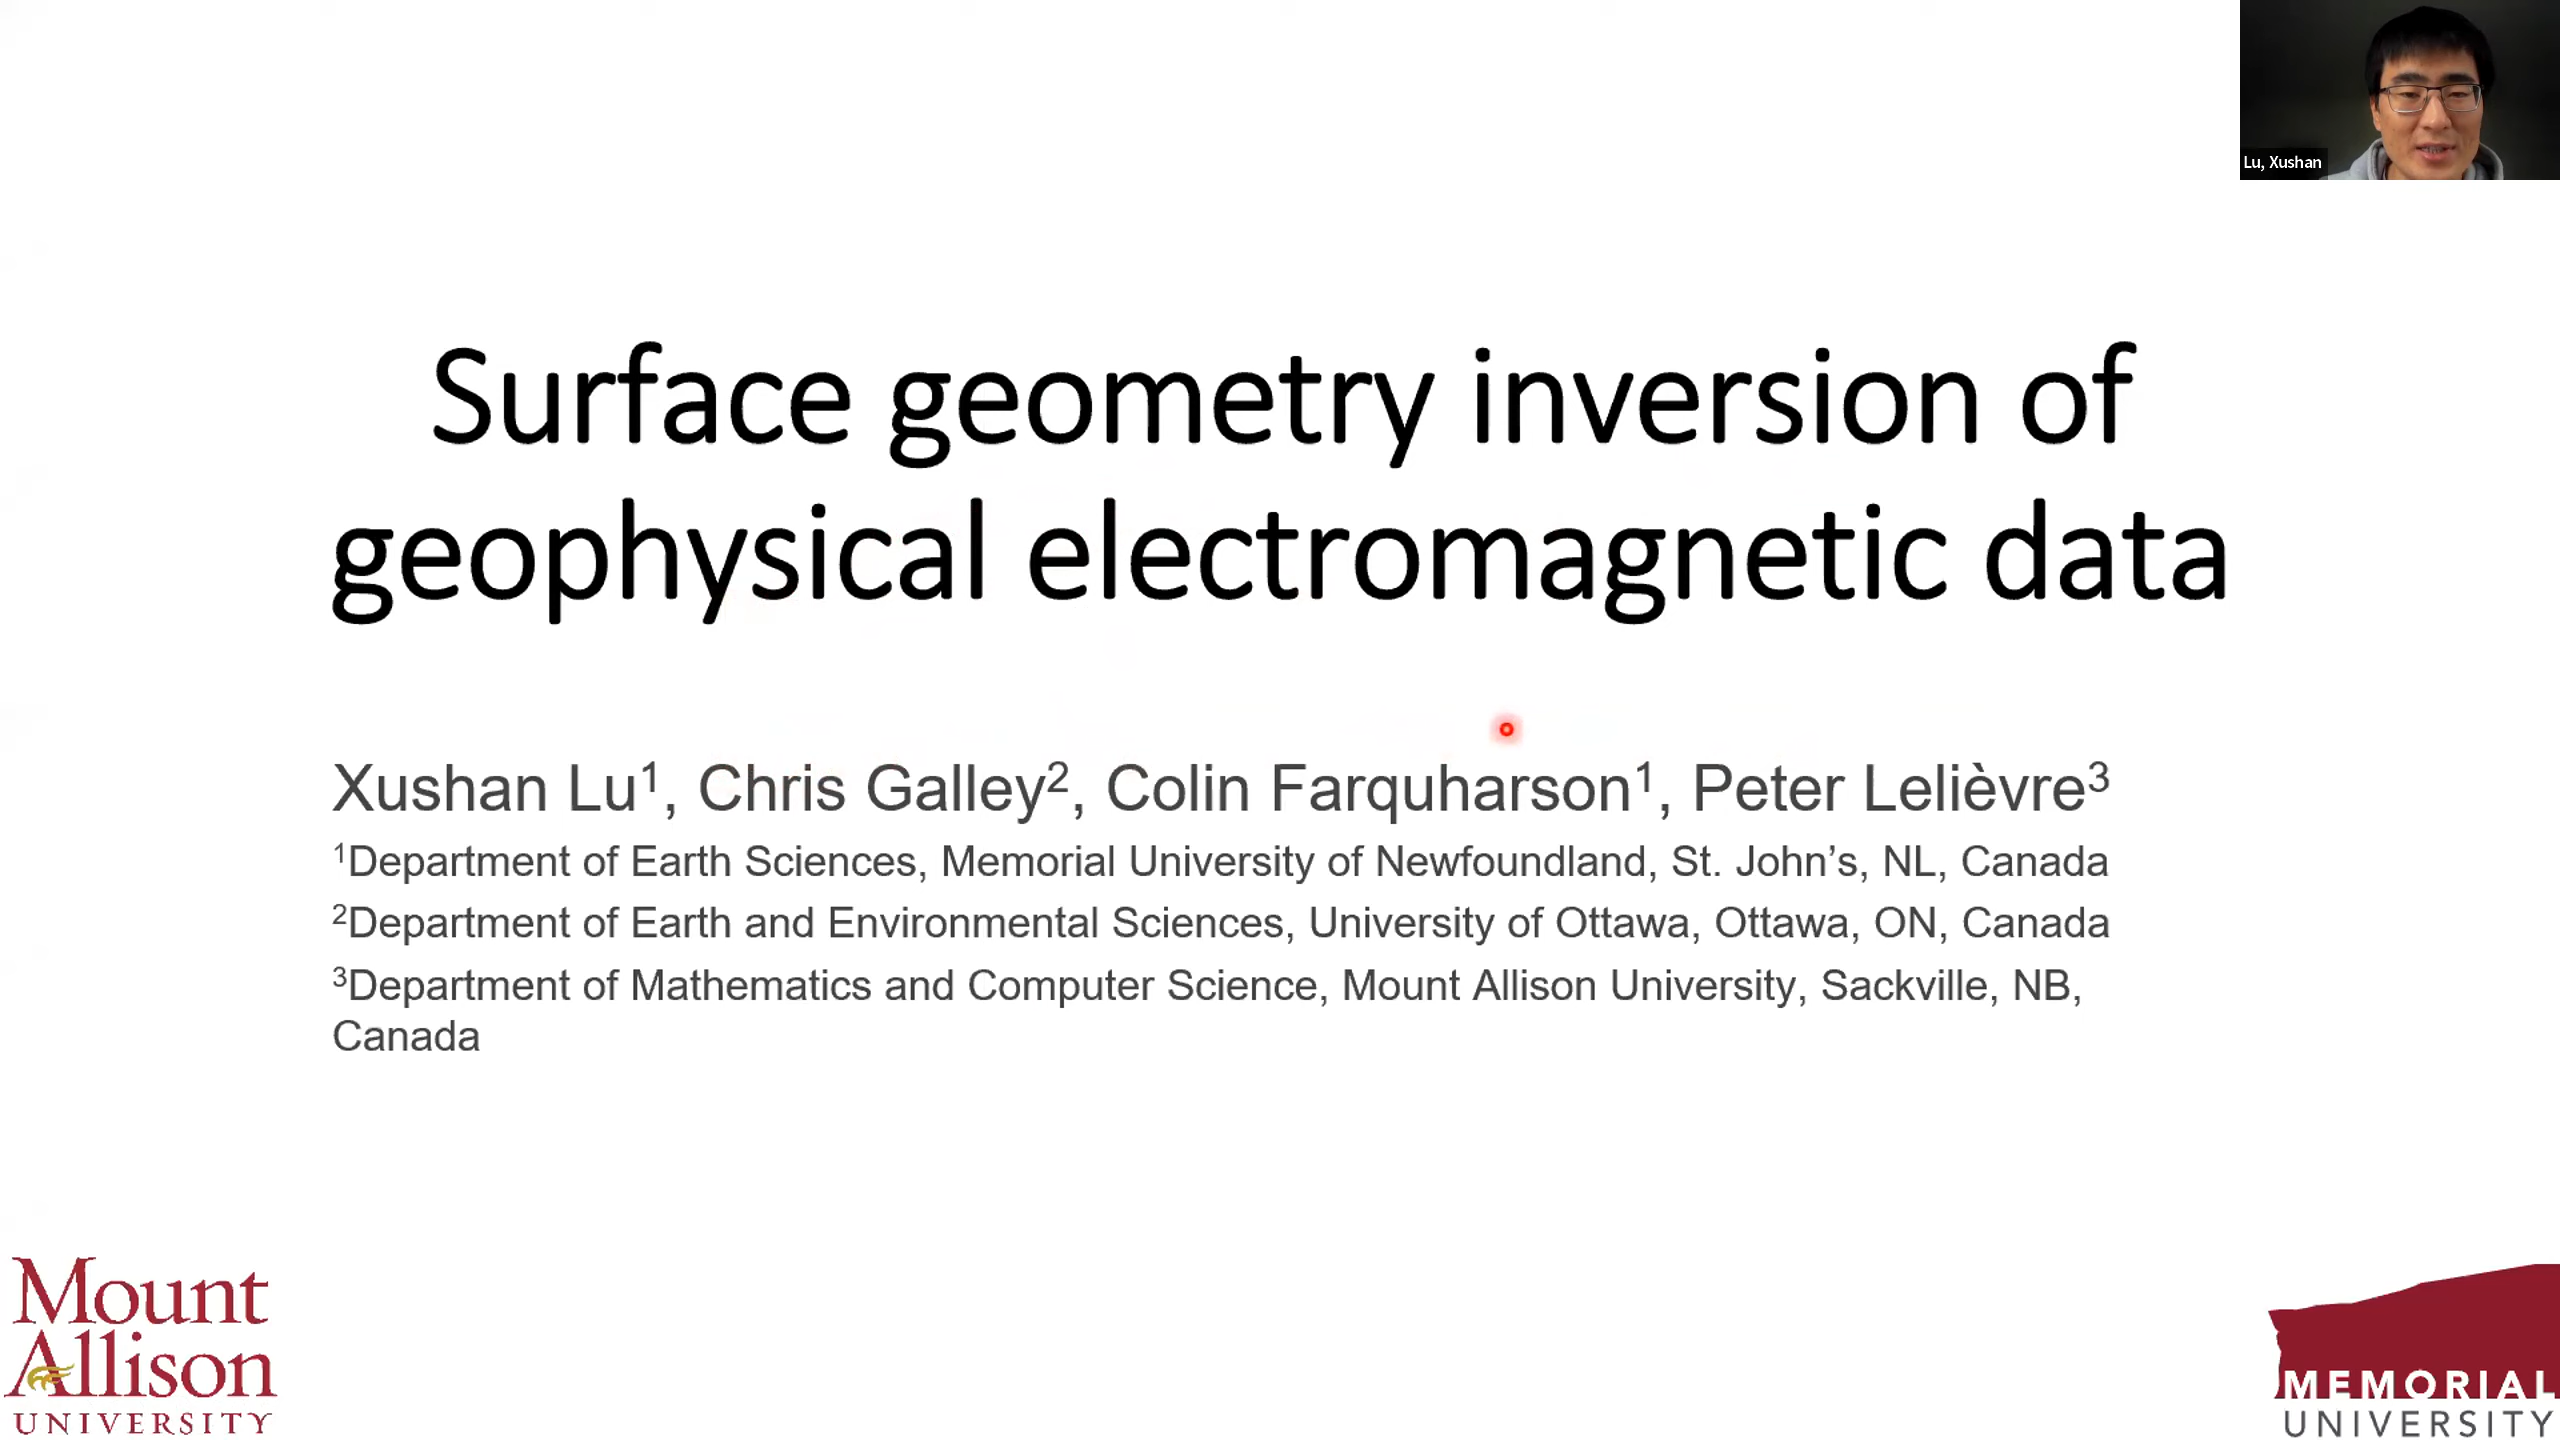 Lu, Xushan
Surface geometry inversion of
geophysical electromagnetic data
Xushan Lu¹, Chris Galley², Colin Farquharson¹, Peter Lelièvre³
¹Department of Earth Sciences, Memorial University of Newfoundland, St. John’s, NL, Canada
²Department of Earth and Environmental Sciences, University of Ottawa, Ottawa, ON, Canada
³Department of Mathematics and Computer Science, Mount Allison University, Sackville, NB,
Canada
Mount
Allison
UNIVERSITY
MEMORIAL
UNIVERSITY